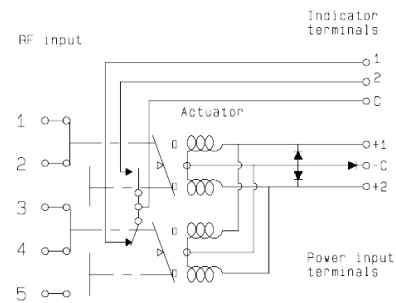 Indicator
terminals
RF input
1
2
C
Actuator
1
2
3
4
5
+1
-C
+2
Power input
terminals